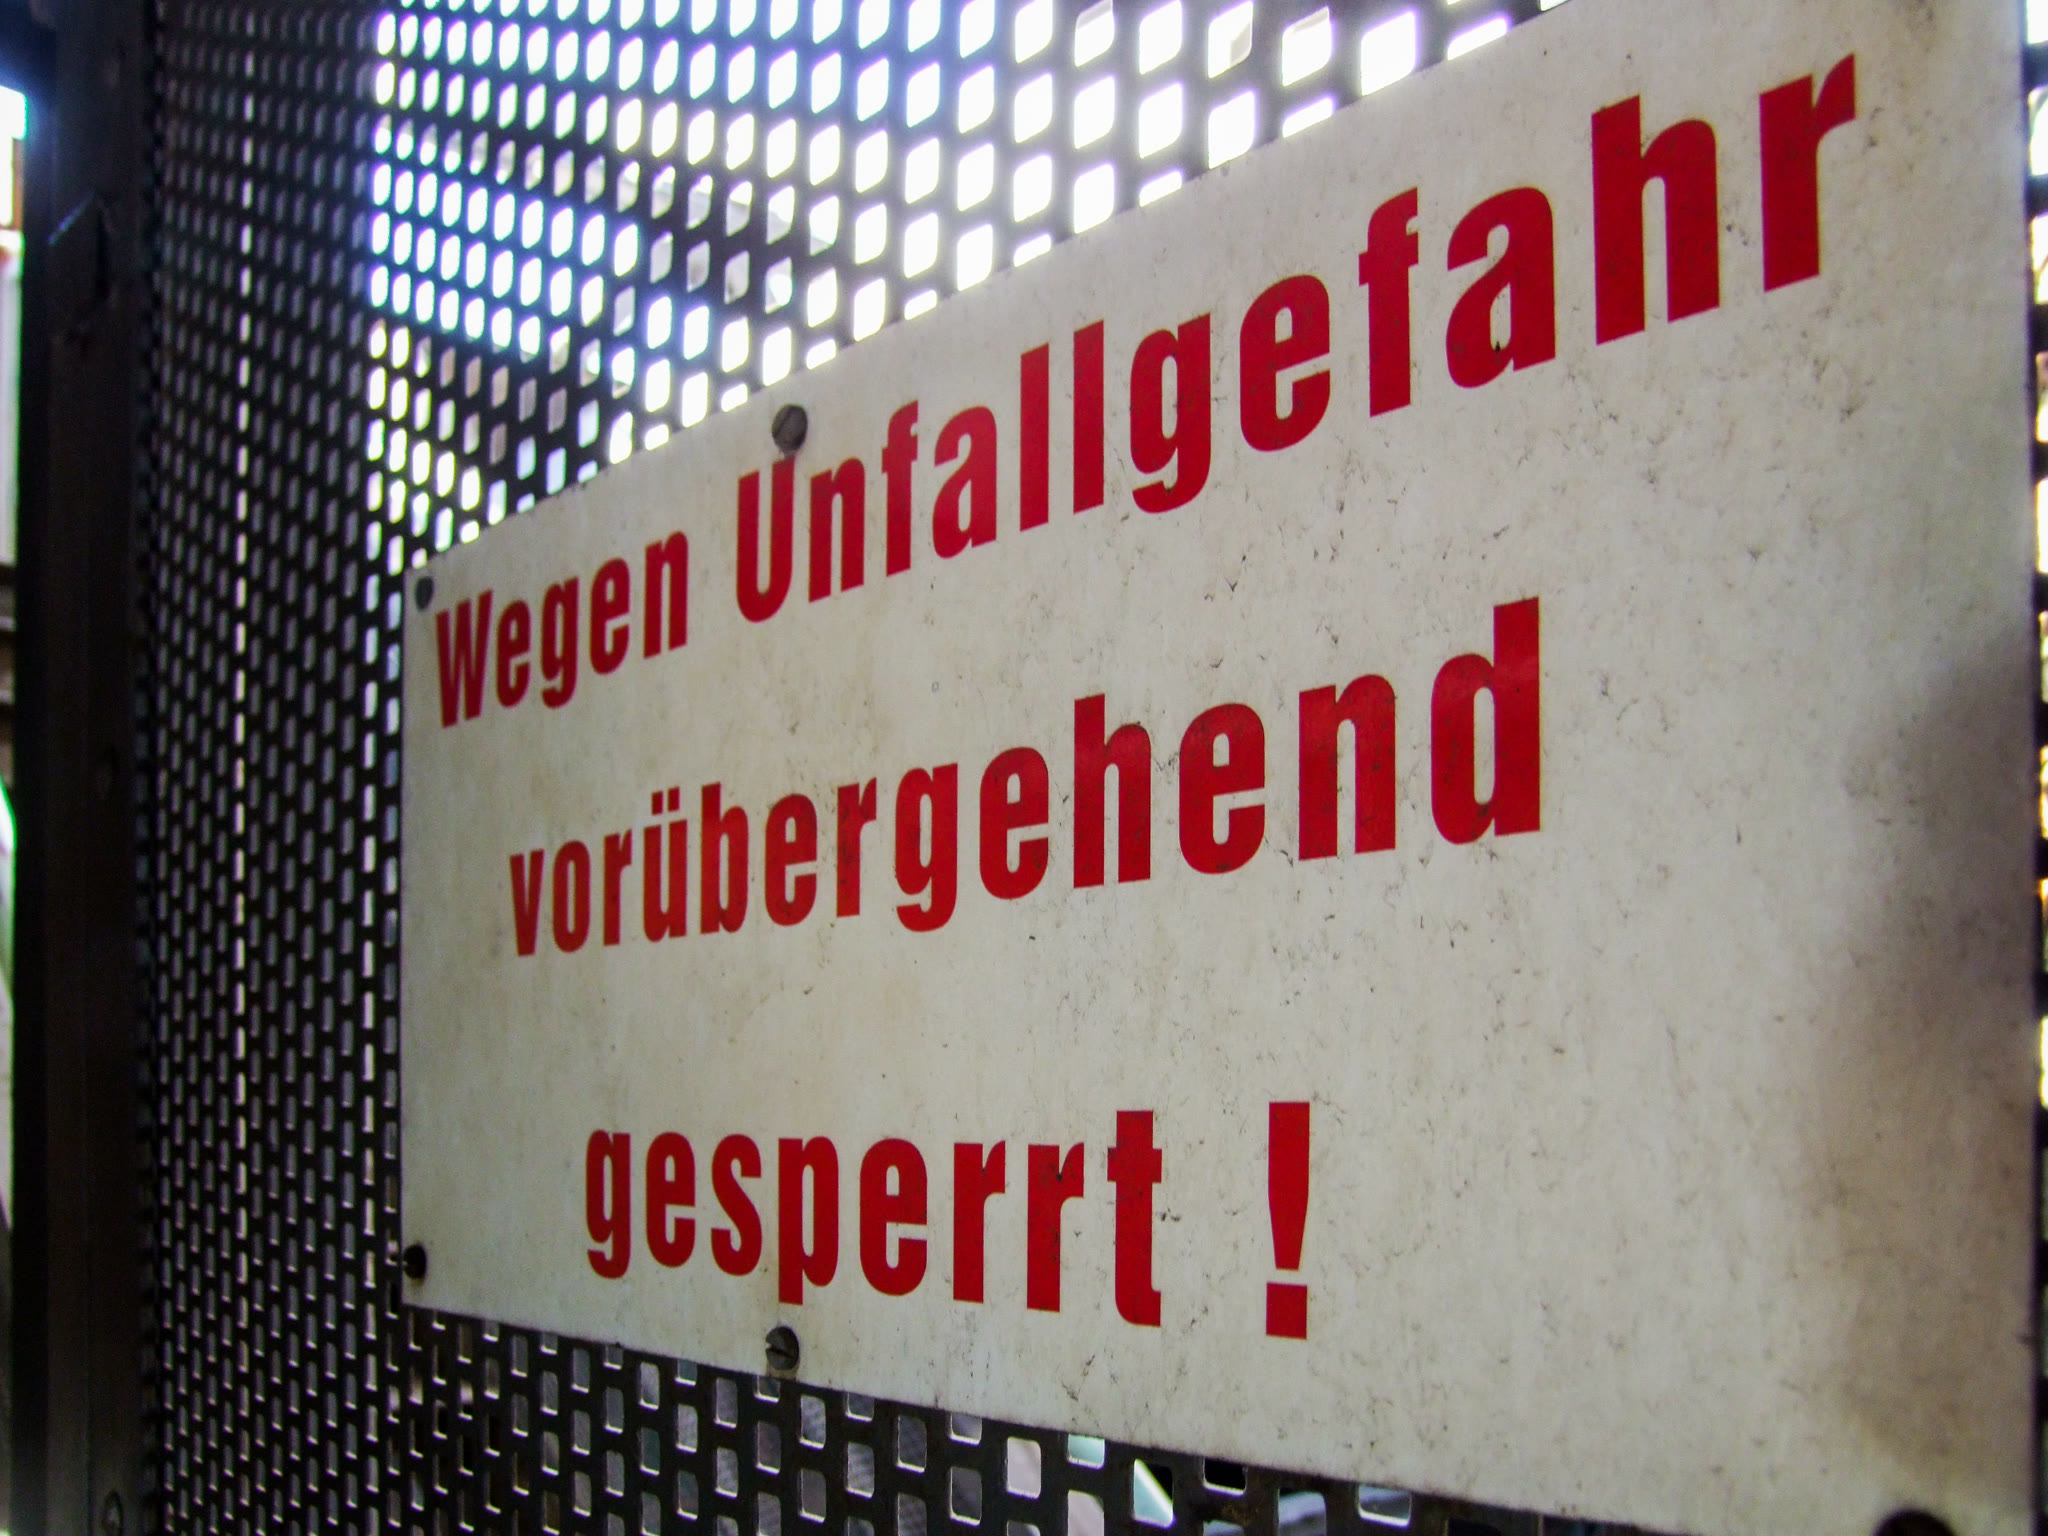 Wegen Unfallgefahr
vorübergehend
gesperrt !